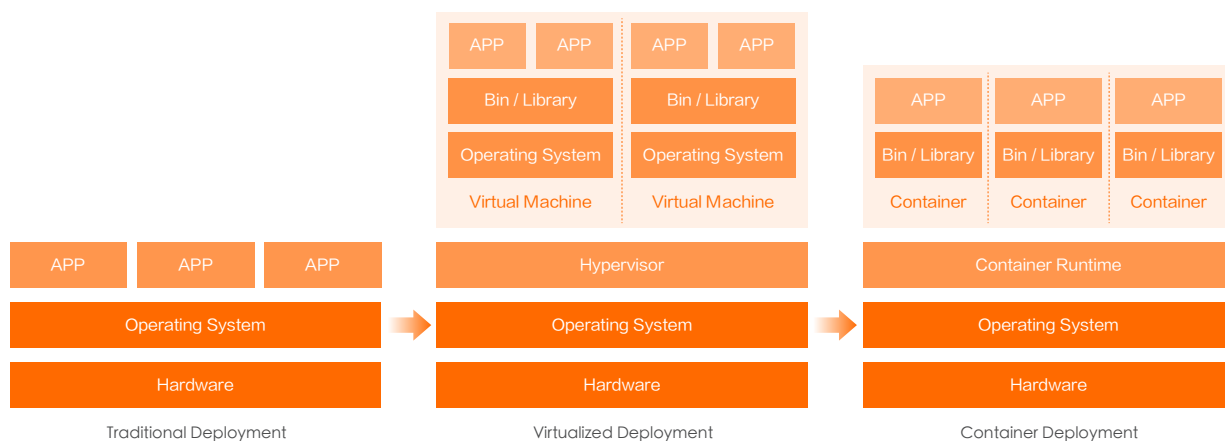 APP APP APP
Operating System
Hardware
Traditional Deployment
APP APP APP APP
Bin / Library Bin / Library
Operating System Operating System
Virtual Machine Virtual Machine
Hypervisor
Operating System
Hardware
Virtualized Deployment
APP APP APP
Bin / Library Bin / Library Bin / Library
Container Container Container
Container Runtime
Operating System
Hardware
Container Deployment